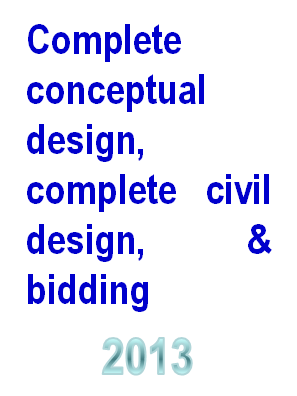 Complete
conceptual
design,
complete civil
design, &
bidding
2013